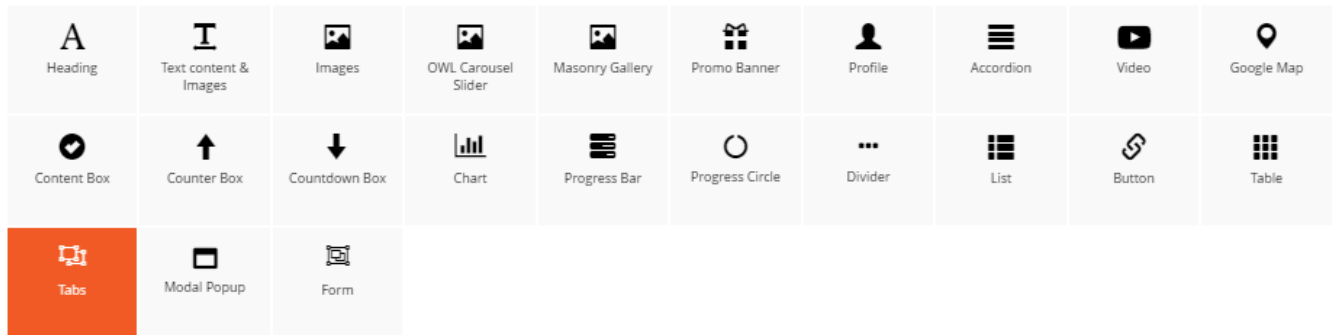 Heading
Text content &
Images
Images
OWL Carousel
Slider
Masonry Gallery
Promo Banner
Profile
Accordion
Video
Google Map
Content Box
Counter Box
Countdown Box
Chart
Progress Bar
Progress Circle
Divider
List
Button
Table
Tabs
Modal Popup
Form